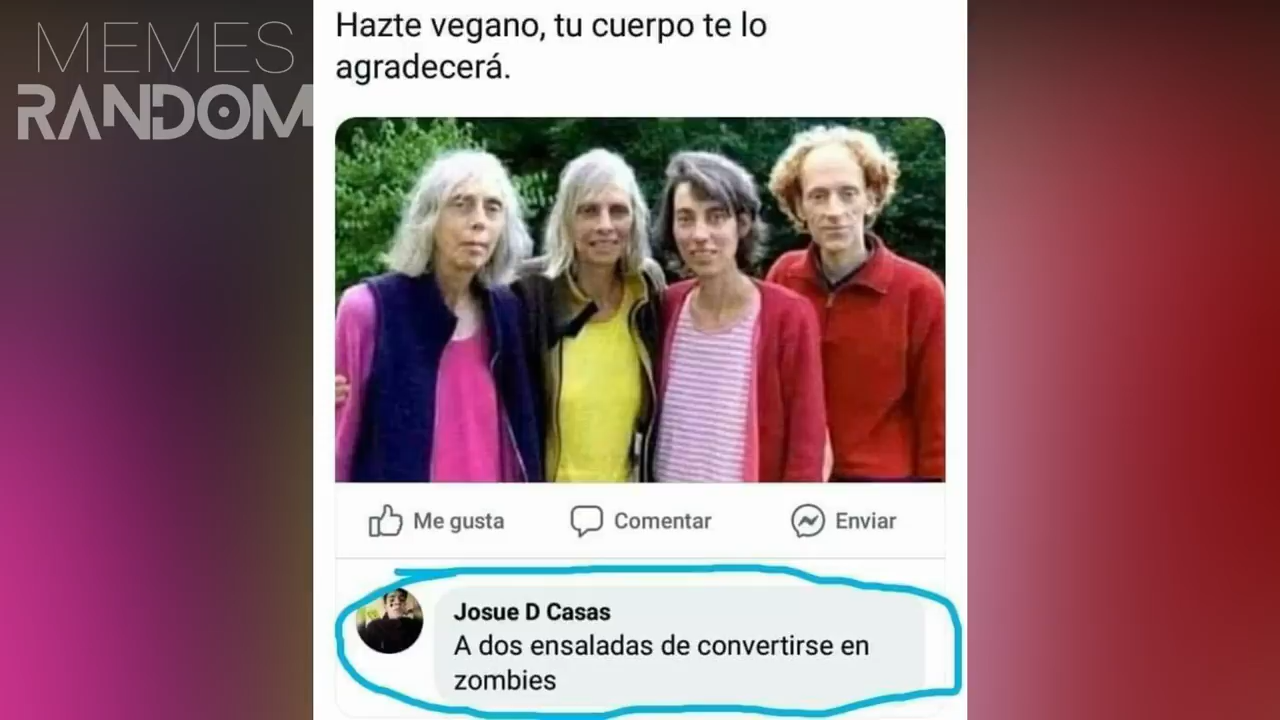 MEMES
RANDOM
Hazte vegano, tu cuerpo te lo
agradecerá.
Me gusta
Comentar
Enviar
Josue D Casas
A dos ensaladas de convertirse en
zombies